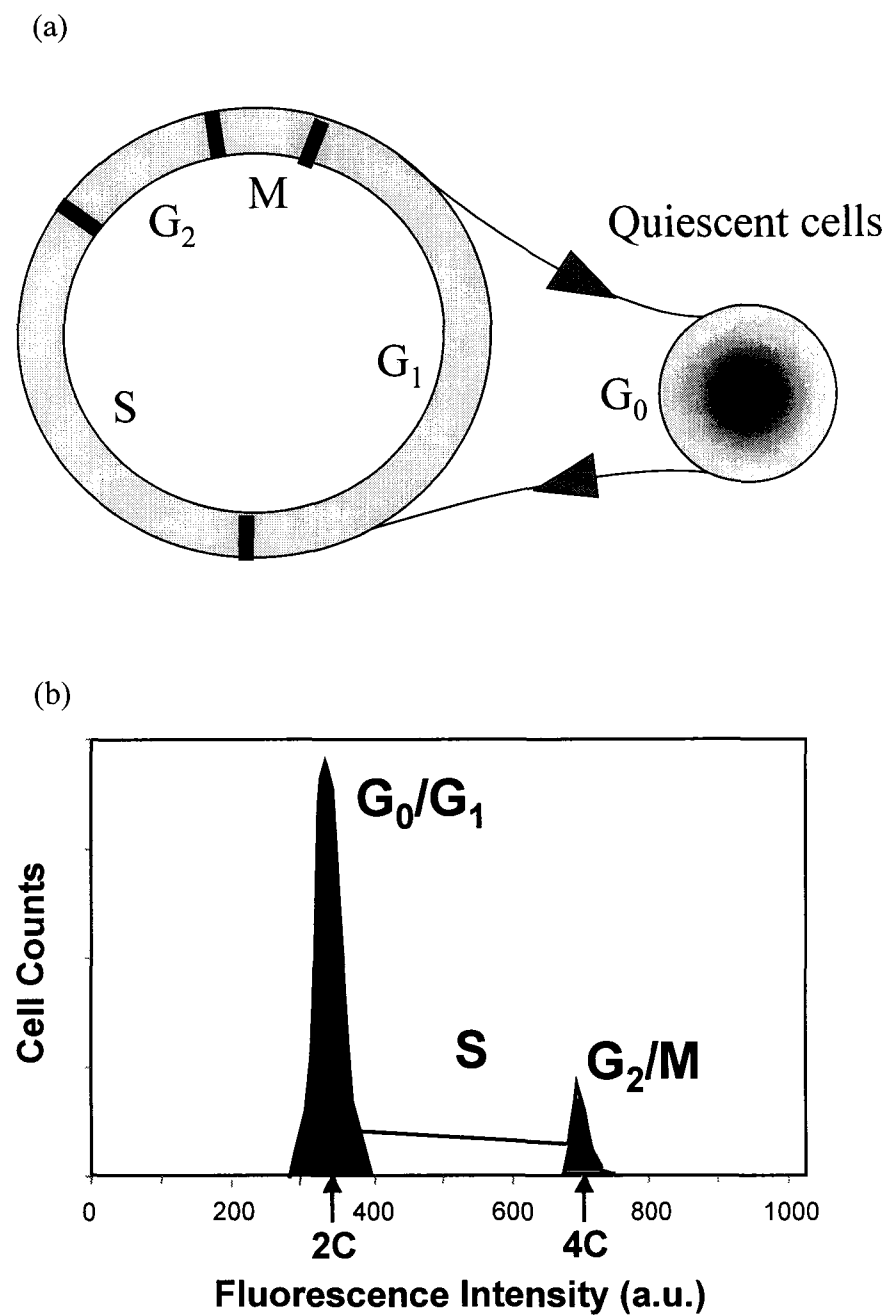 (a)
M
G₂
Quiescent cells
G₁
G₀
S
(b)
G₀/G₁
S
G₂/M
Cell Counts
0 200 400 600 800 1000
2C 4C
Fluorescence Intensity (a.u.)